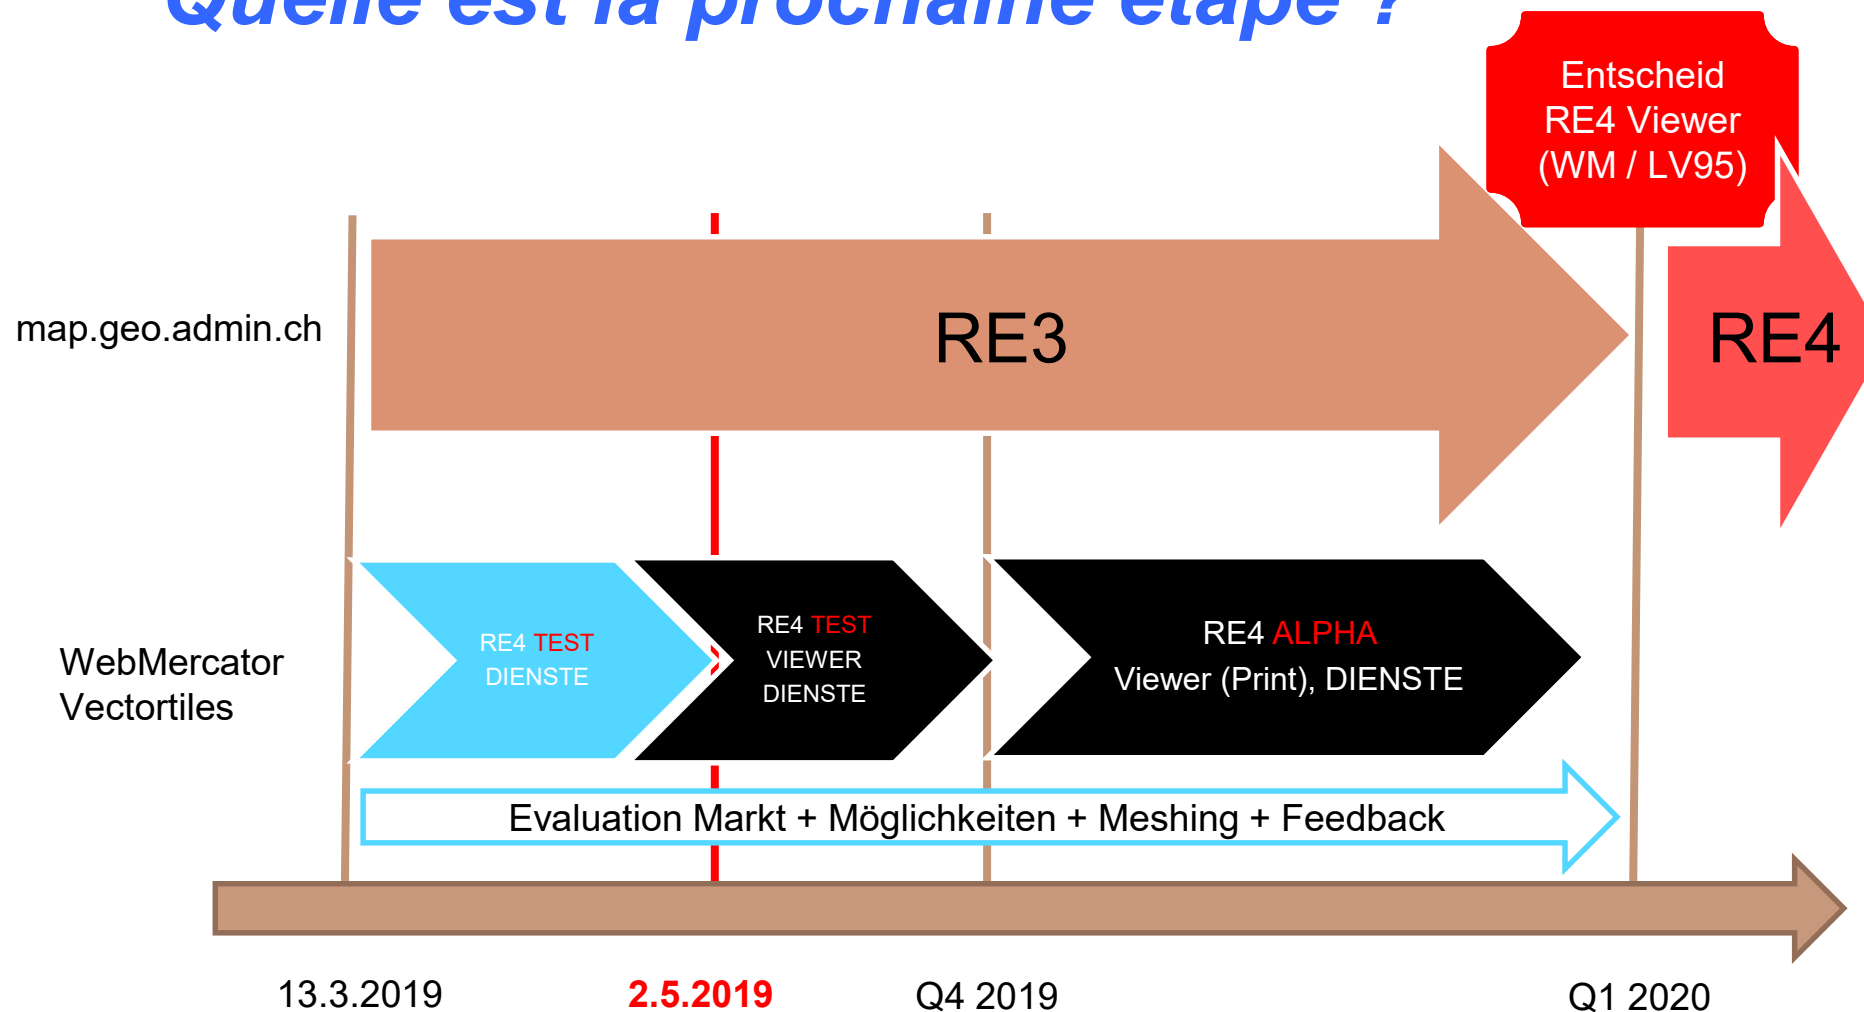 Quelle est la prochaine étape ?
Entscheid
RE4 Viewer
(WM / LV95)
map.geo.admin.ch
RE3
RE4
WebMercator
Vectortiles
RE4 TEST
DIENSTE
RE4 TEST
VIEWER
DIENSTE
RE4 ALPHA
Viewer (Print), DIENSTE
Evaluation Markt + Möglichkeiten + Meshing + Feedback
13.3.2019
2.5.2019
Q4 2019
Q1 2020